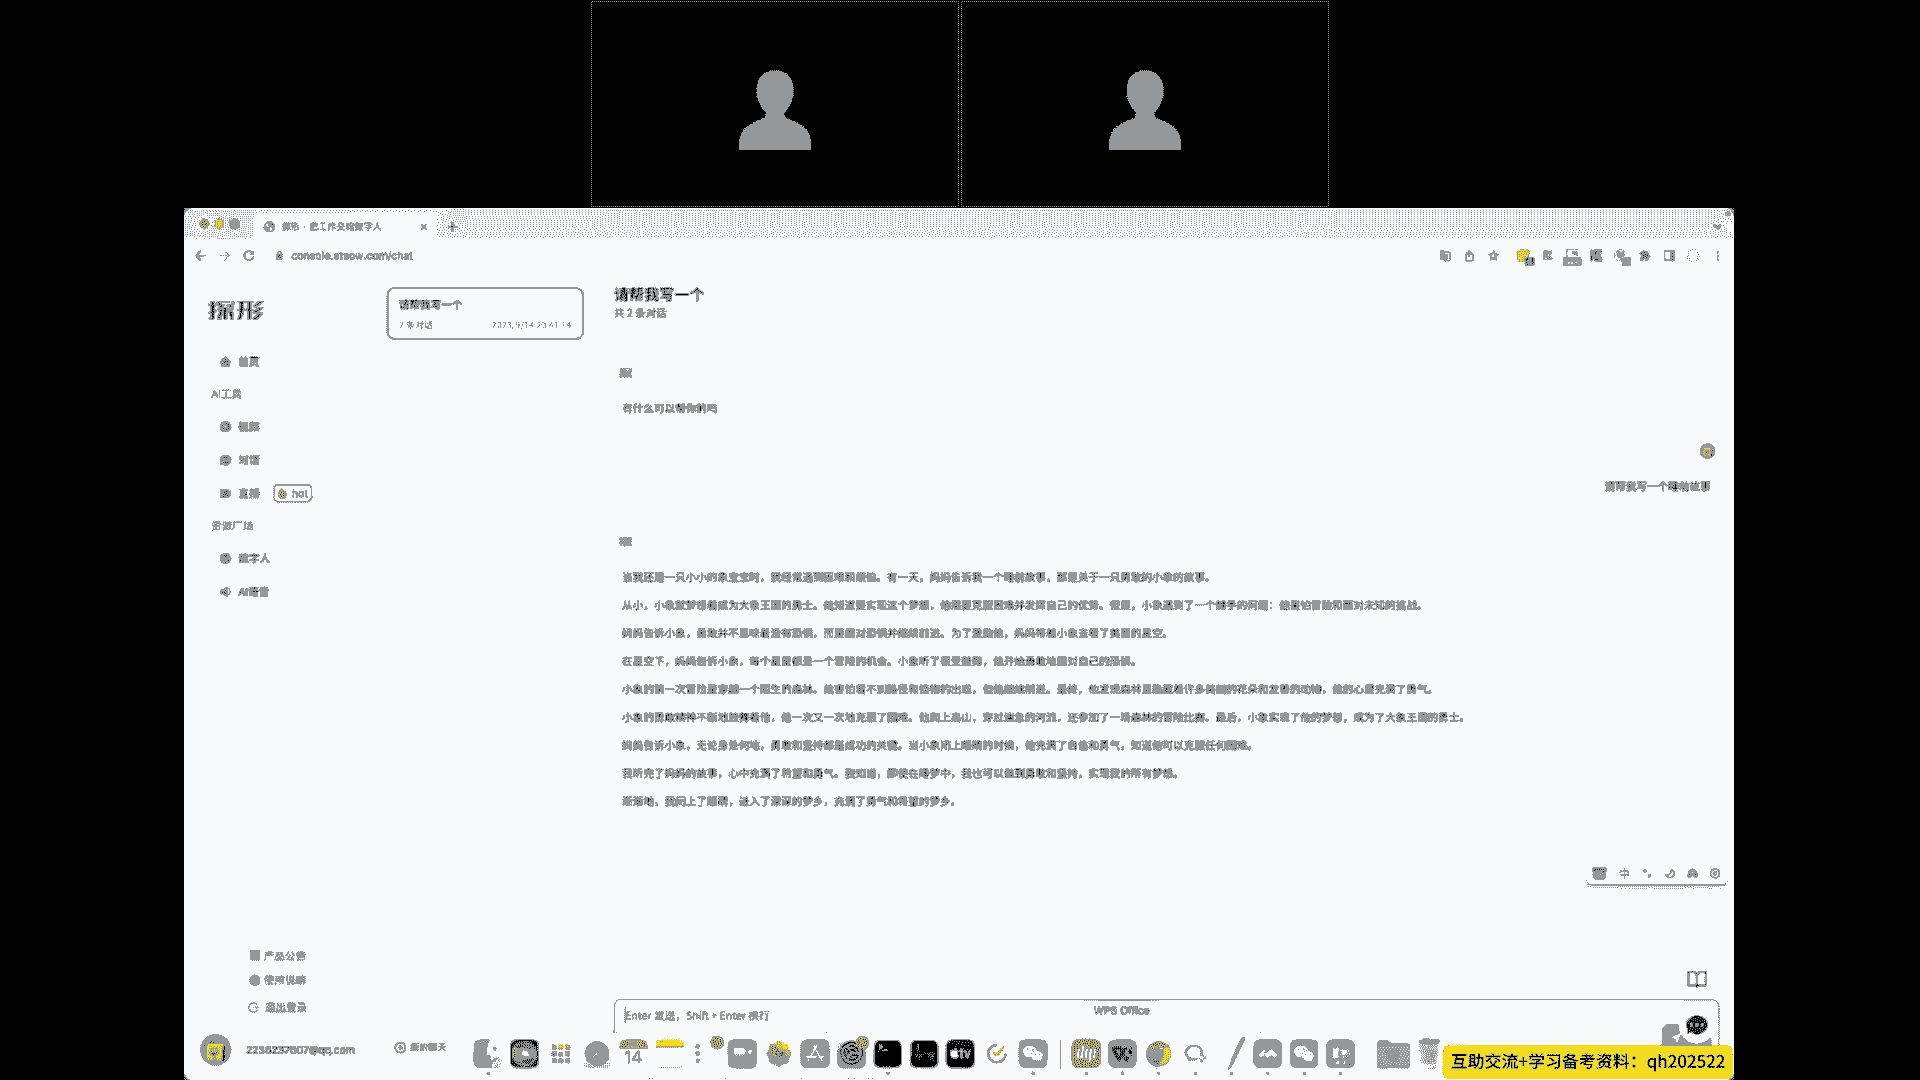 探形 · 把工作交给数字人
console.etsow.com/chat
探形
首页
AI工具
视频
对话
直播 hot
资源广场
数字人
AI语音
产品公告
使用说明
退出登录
2236237607@qq.com
新的聊天
请帮我写一个
2 条对话
请帮我写一个
共 2 条对话
有什么可以帮你的吗
请帮我写一个睡前故事
当我还是一只小小的象宝宝时，我经常遇到困难和烦恼。有一天，妈妈告诉我一个睡前故事，那是关于一只勇敢的小象的故事。
从小，小象就梦想着成为大象王国的勇士。他知道要实现这个梦想，他需要克服困难并发挥自己的优势。但是，小象遇到了一个棘手的问题：他害怕冒险和面对未知的挑战。
妈妈告诉小象，勇敢并不意味着没有恐惧，而是面对恐惧并继续前进。为了激励他，妈妈带着小象查看了美丽的星空。
在星空下，妈妈告诉小象，每个星星都是一个冒险的机会。小象听了很受鼓舞，他开始勇敢地面对自己的恐惧。
小象的第一次冒险是穿越一个陌生的森林。他害怕看不到路径和怪物的出现，但他继续前进。最终，他发现森林里隐藏着许多美丽的花朵和友善的动物，他的心里充满了勇气。
小象的勇敢精神不断地鼓舞着他，他一次又一次地克服了困难。他爬上高山，穿过湍急的河流，还参加了一场森林的冒险比赛。最后，小象实现了他的梦想，成为了大象王国的勇士。
妈妈告诉小象，无论身处何地，勇敢和坚持都是成功的关键。当小象闭上眼睛的时候，他充满了自信和勇气，知道他可以克服任何困难。
我听完了妈妈的故事，心中充满了希望和勇气。我知道，即使在睡梦中，我也可以做到勇敢和坚持，实现我的所有梦想。
渐渐地，我闭上了眼睛，进入了深深的梦乡，充满了勇气和希望的梦乡。
中
Enter 发送，Shift + Enter 换行
WPS Office
14
tv
互助交流+学习备考资料：qh202522